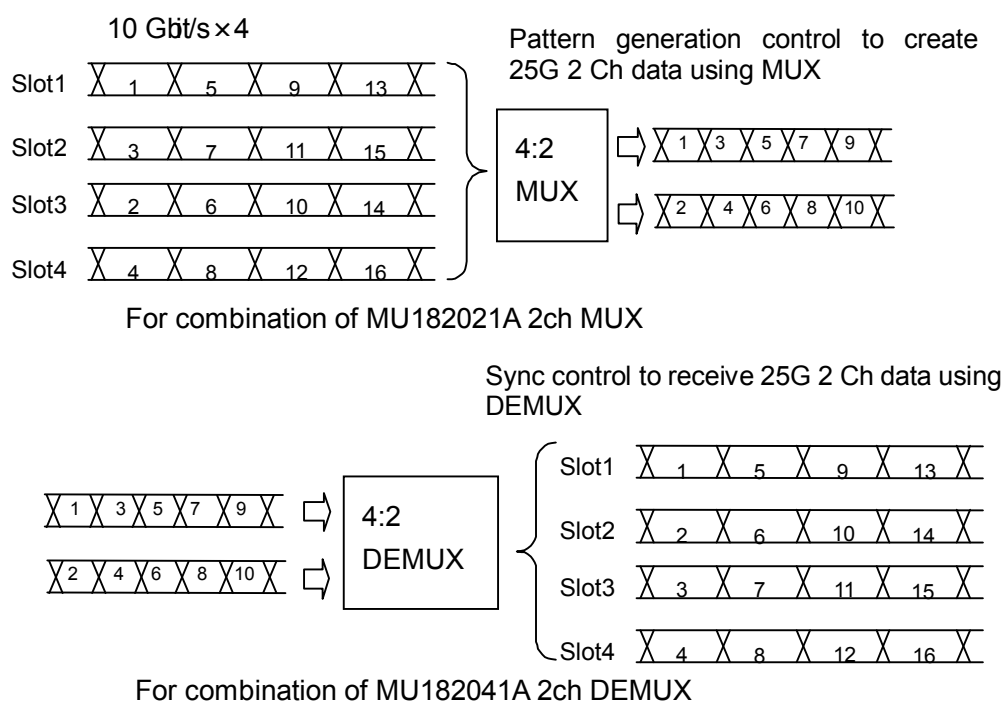 10 Gbit/s×4
Pattern generation control to create
25G 2 Ch data using MUX
Slot1 1 5 9 13
Slot2 3 7 11 15
Slot3 2 6 10 14
Slot4 4 8 12 16
4:2
MUX
1 3 5 7 9
2 4 6 8 10
For combination of MU182021A 2ch MUX
Sync control to receive 25G 2 Ch data using
DEMUX
1 3 5 7 9
2 4 6 8 10
4:2
DEMUX
Slot1 1 5 9 13
Slot2 2 6 10 14
Slot3 3 7 11 15
Slot4 4 8 12 16
For combination of MU182041A 2ch DEMUX